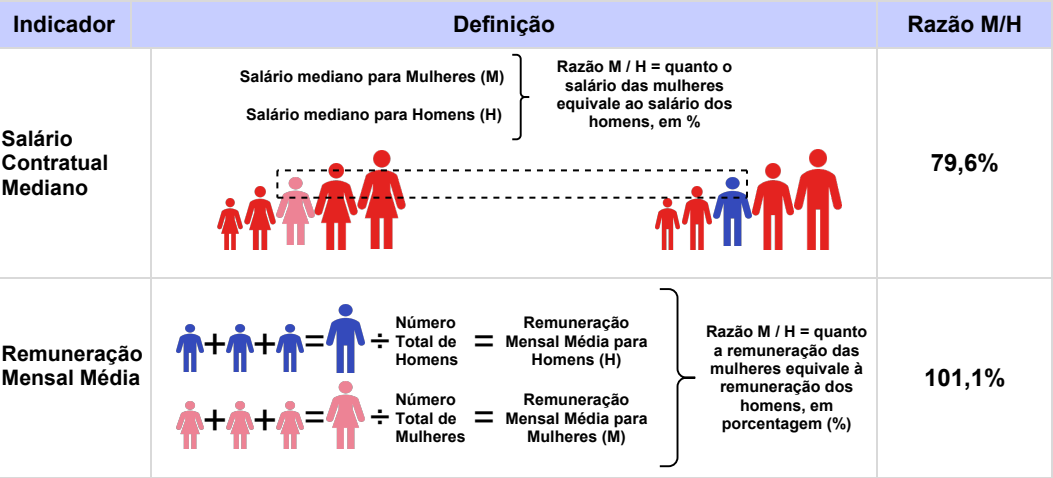 Indicador
Definição
Razão M/H
Salário
Contratual
Mediano
Salário mediano para Mulheres (M)
Salário mediano para Homens (H)
Razão M / H = quanto o
salário das mulheres
equivale ao salário dos
homens, em %
79,6%
Remuneração
Mensal Média
+ + = ÷
Número
Total de
Homens
=
Remuneração
Mensal Média para
Homens (H)
+ + = ÷
Número
Total de
Mulheres
=
Remuneração
Mensal Média para
Mulheres (M)
Razão M / H = quanto
a remuneração das
mulheres equivale à
remuneração dos
homens, em
porcentagem (%)
101,1%